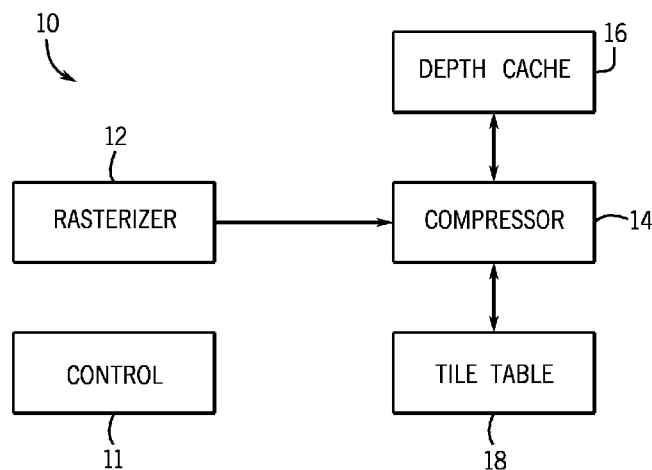 10
16
DEPTH CACHE
12
RASTERIZER
COMPRESSOR
14
CONTROL
TILE TABLE
11
18